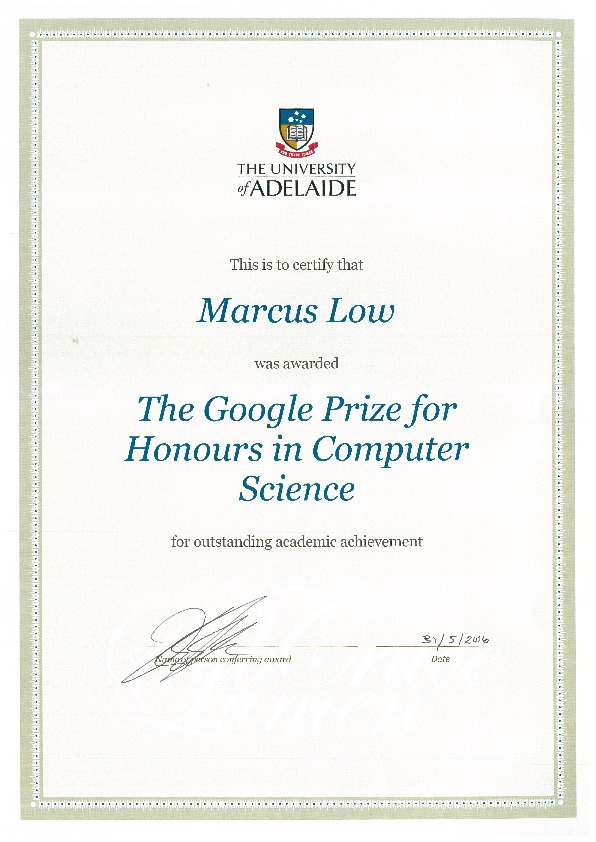 THE UNIVERSITY
of ADELAIDE
This is to certify that
Marcus Low
was awarded
The Google Prize for
Honours in Computer
Science
for outstanding academic achievement
31/5/2016
Name of person conferring award
Date
Lumen